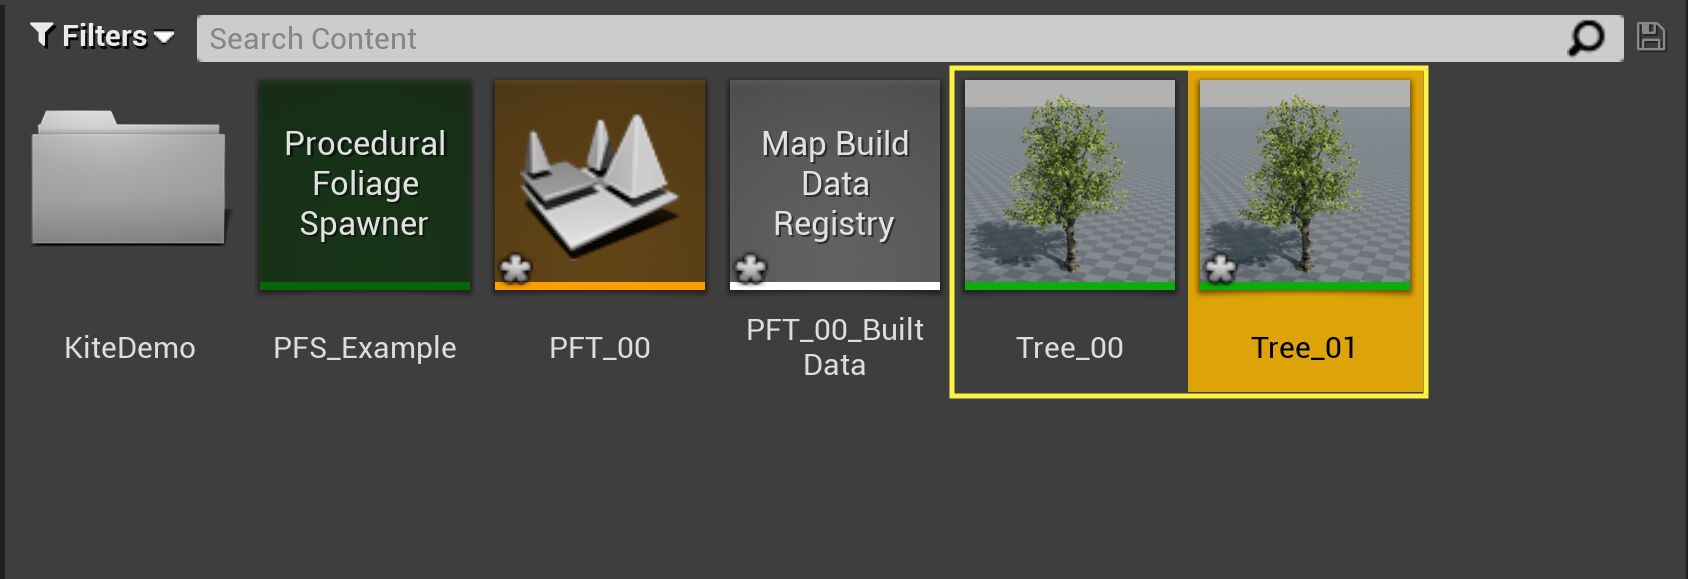 Filters
Search Content
Procedural
Foliage
Spawner
Map Build
Data
Registry
KiteDemo
PFS_Example
PFT_00
PFT_00_Built
Data
Tree_00
Tree_01